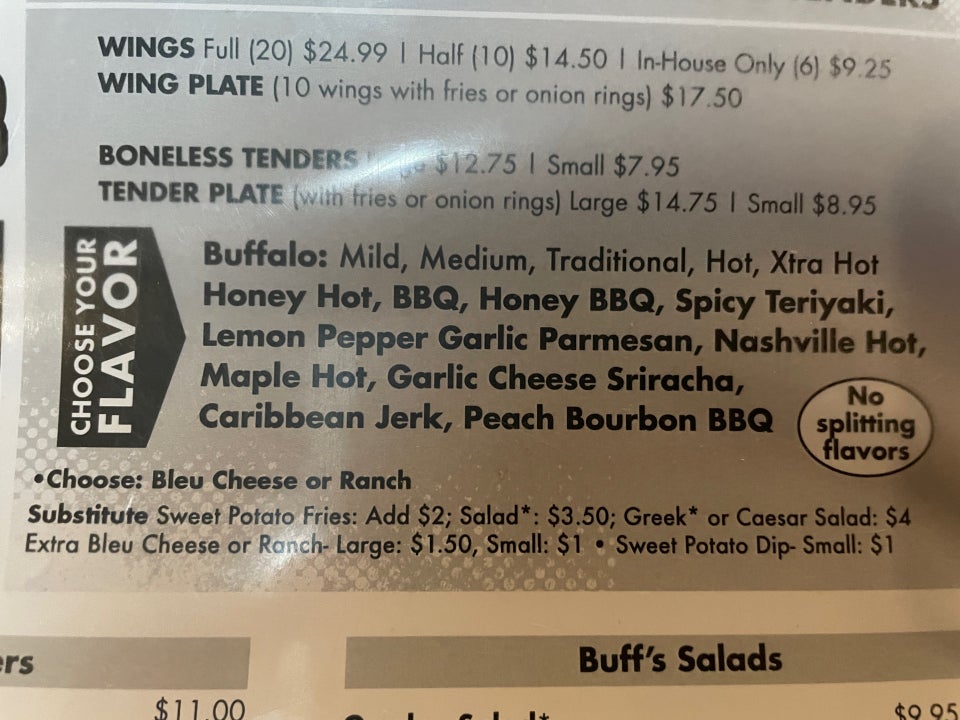 WINGS Full (20) $24.99 | Half (10) $14.50 | In-House Only (6) $9.25
WING PLATE (10 wings with fries or onion rings) $17.50
BONELESS TENDERS $12.75 | Small $7.95
TENDER PLATE (with fries or onion rings) Large $14.75 | Small $8.95
CHOOSE YOUR
FLAVOR
Buffalo: Mild, Medium, Traditional, Hot, Xtra Hot
Honey Hot, BBQ, Honey BBQ, Spicy Teriyaki,
Lemon Pepper Garlic Parmesan, Nashville Hot,
Maple Hot, Garlic Cheese Sriracha,
Caribbean Jerk, Peach Bourbon BBQ
No
splitting
flavors
•Choose: Bleu Cheese or Ranch
Substitute Sweet Potato Fries: Add $2; Salad*: $3.50; Greek* or Caesar Salad: $4
Extra Bleu Cheese or Ranch- Large: $1.50, Small: $1 • Sweet Potato Dip- Small: $1
ers
Buff's Salads
$11.00
$9.95